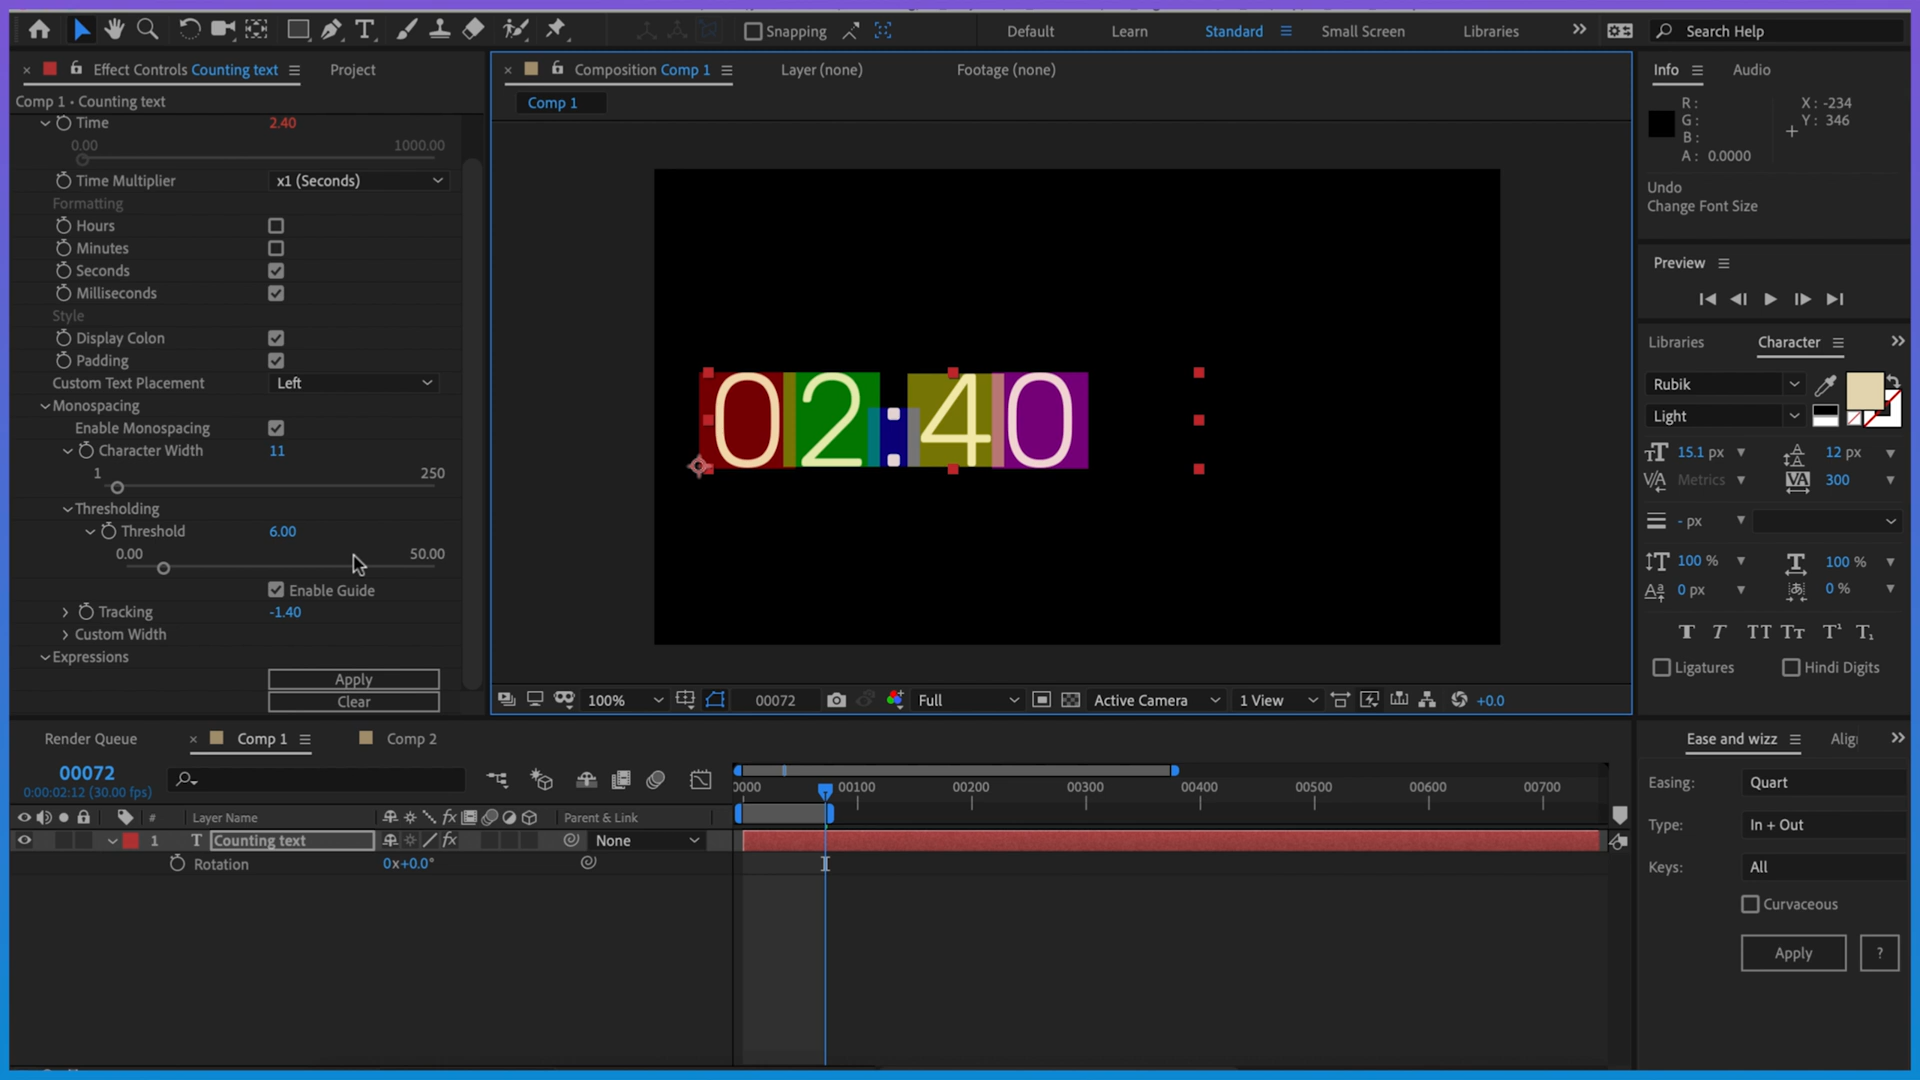 Snapping
Default
Learn
Standard
Small Screen
Libraries
Search Help
Effect Controls Counting text
Project
Comp 1 • Counting text
Time
2.40
0.00
1000.00
Time Multiplier
x1 (Seconds)
Formatting
Hours
Minutes
Seconds
Milliseconds
Style
Display Colon
Padding
Custom Text Placement
Left
Monospacing
Enable Monospacing
Character Width
11
1
250
Thresholding
Threshold
6.00
0.00
50.00
Enable Guide
Tracking
-1.40
Custom Width
Expressions
Apply
Clear
Composition Comp 1
Layer (none)
Footage (none)
Comp 1
02:40
100%
00072
Full
Active Camera
1 View
+0.0
Info
Audio
R:
G:
B:
A: 0.0000
X: -234
Y: 346
Undo
Change Font Size
Preview
Libraries
Character
Rubik
Light
15.1 px
12 px
Metrics
300
- px
100 %
100 %
0 px
0 %
Ligatures
Hindi Digits
Render Queue
Comp 1
Comp 2
00072
0:00:02:12 (30.00 fps)
0000
00100
00200
00300
00400
00500
00600
00700
#
Layer Name
Parent & Link
1
T
Counting text
None
Rotation
0x+0.0°
Ease and wizz
Alig
Easing:
Quart
Type:
In + Out
Keys:
All
Curvaceous
Apply
?